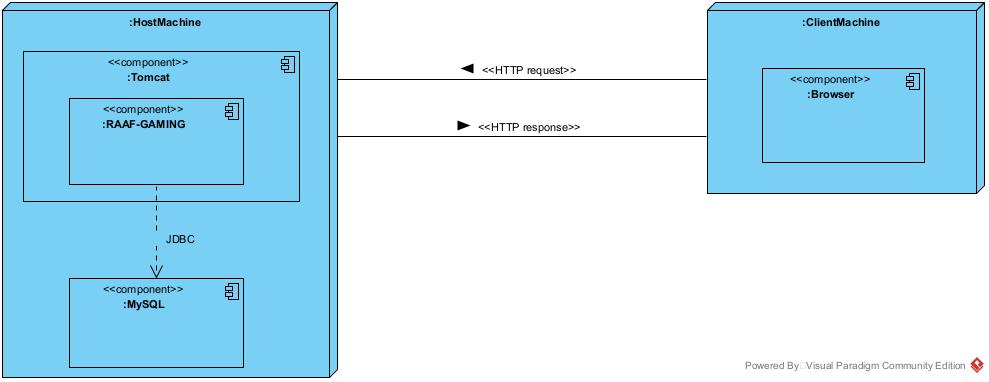 :HostMachine
<<component>>
:Tomcat
<<component>>
:RAAF-GAMING
JDBC
<<component>>
:MySQL
<<HTTP request>>
<<HTTP response>>
:ClientMachine
<<component>>
:Browser
Powered By Visual Paradigm Community Edition